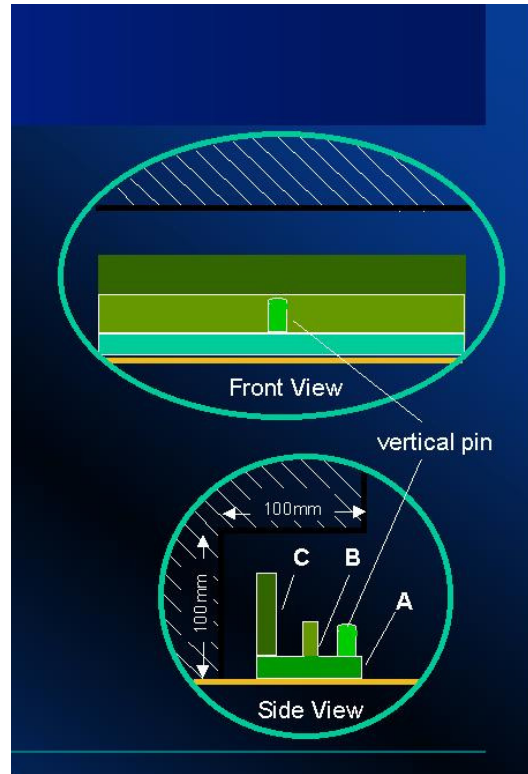 Front View
vertical pin
100mm
C
B
A
100mm
Side View